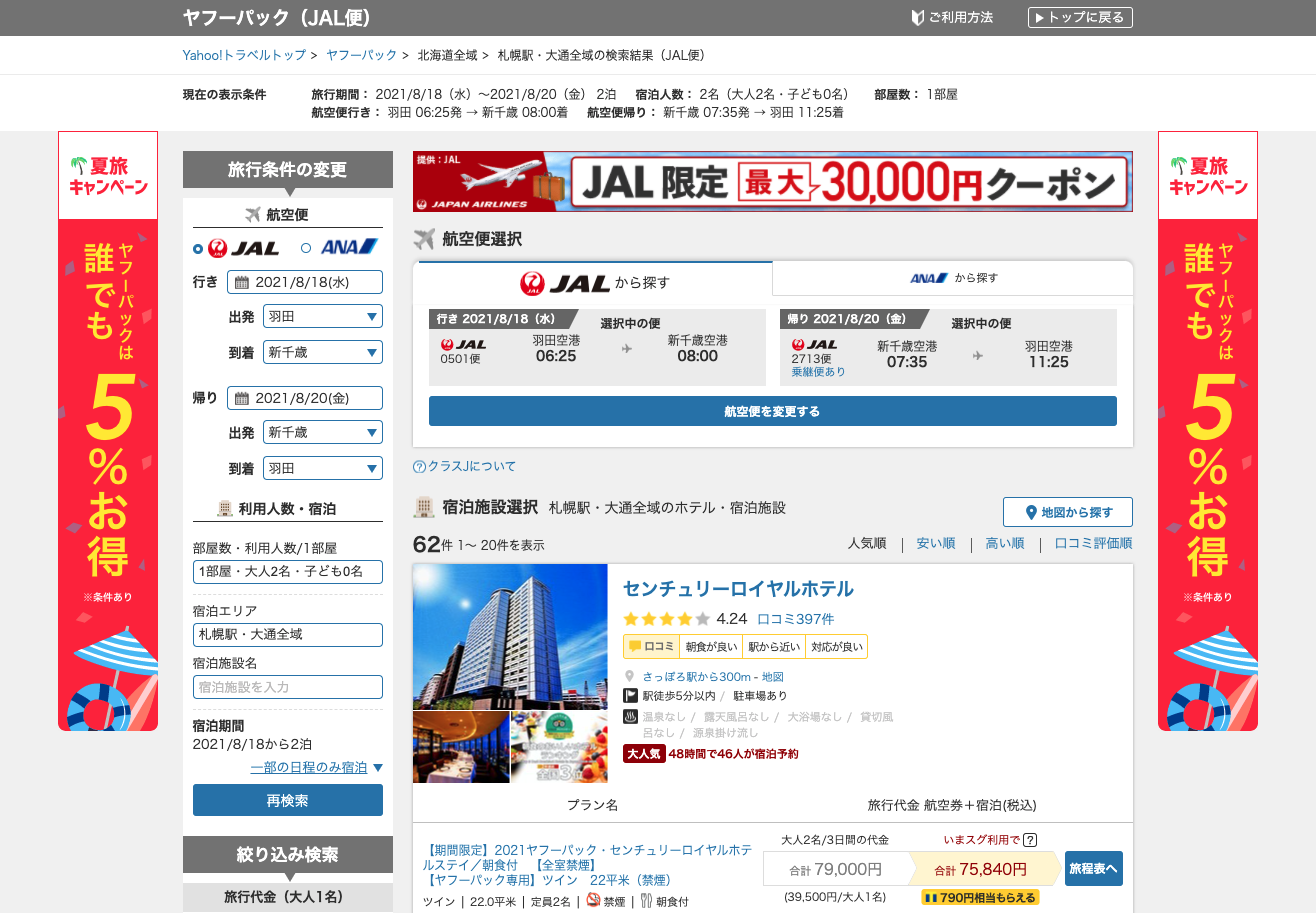 ヤフーパック（JAL便）
ご利用方法
トップに戻る
Yahoo!トラベルトップ > ヤフーパック > 北海道全域 > 札幌駅・大通全域の検索結果（JAL便）
現在の表示条件
旅行期間： 2021/8/18（水）〜2021/8/20（金） 2泊 宿泊人数： 2名（大人2名・子ども0名） 部屋数： 1部屋
航空便行き： 羽田 06:25発 → 新千歳 08:00着 航空便帰り： 新千歳 07:35発 → 羽田 11:25着
夏旅
キャンペーン
ヤフーパックは
誰でも
5
%
お得
※条件あり
旅行条件の変更
航空便
JAL ANA
行き 2021/8/18(水)
出発 羽田
到着 新千歳
帰り 2021/8/20(金)
出発 新千歳
到着 羽田
利用人数・宿泊
部屋数・利用人数/1部屋
1部屋・大人2名・子ども0名
宿泊エリア
札幌駅・大通全域
宿泊施設名
宿泊施設を入力
宿泊期間
2021/8/18から2泊
一部の日程のみ宿泊 ▼
再検索
絞り込み検索
旅行代金（大人1名）
提供：JAL
JAPAN AIRLINES
JAL 限定 最大 30,000円クーポン
航空便選択
JAL から探す
ANA から探す
行き 2021/8/18（水） 選択中の便
JAL
0501便
羽田空港
06:25
新千歳空港
08:00
帰り 2021/8/20（金） 選択中の便
JAL
2713便
乗継便あり
新千歳空港
07:35
羽田空港
11:25
航空便を変更する
?クラスJについて
宿泊施設選択 札幌駅・大通全域のホテル・宿泊施設
地図から探す
62件 1〜 20件を表示
人気順 | 安い順 | 高い順 | 口コミ評価順
センチュリーロイヤルホテル
4.24 口コミ397件
口コミ 朝食が良い 駅から近い 対応が良い
さっぽろ駅から300m - 地図
駅徒歩5分以内 / 駐車場あり
温泉なし / 露天風呂なし / 大浴場なし / 貸切風
呂なし / 源泉掛け流し
大人気 48時間で46人が宿泊予約
プラン名
旅行代金 航空券＋宿泊(税込)
【期間限定】2021ヤフーパック・センチュリーロイヤルホテ
ルステイ／朝食付 【全室禁煙】
【ヤフーパック専用】ツイン 22平米（禁煙）
ツイン | 22.0平米 | 定員2名 | 禁煙 | 朝食付
大人2名/3日間の代金
いまスグ利用で ?
合計 79,000円
合計 75,840円
旅程表へ
(39,500円/大人1名)
790円相当もらえる
夏旅
キャンペーン
ヤフーパックは
誰でも
5
%
お得
※条件あり